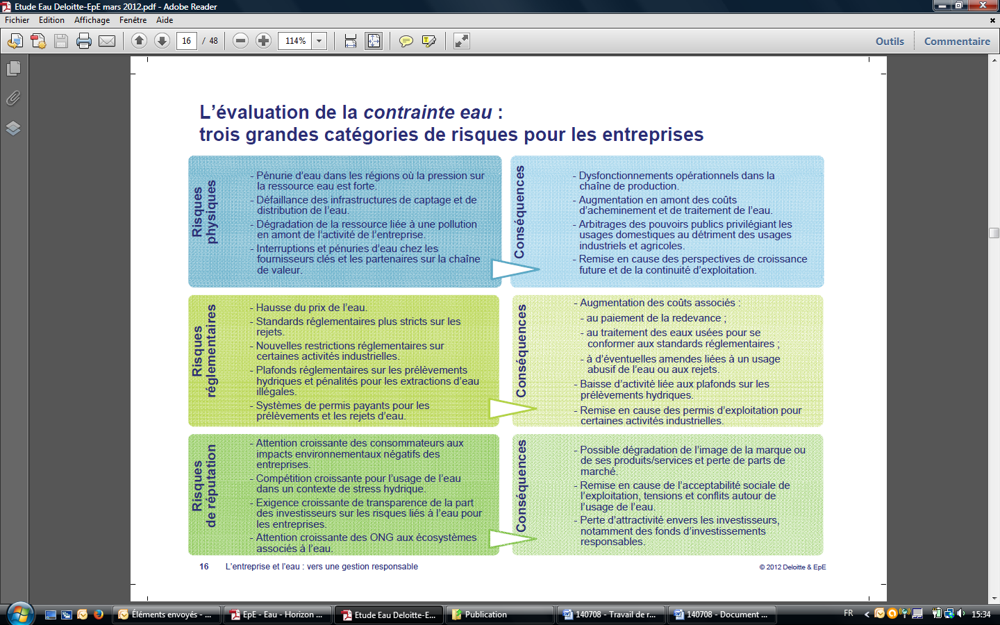 Etude Eau Deloitte-EpE mars 2012.pdf - Adobe Reader
Fichier Edition Affichage Fenêtre Aide
16 / 48 114% Outils Commentaire
L'évaluation de la contrainte eau :
trois grandes catégories de risques pour les entreprises
Risques
physiques
- Pénurie d'eau dans les régions où la pression sur
la ressource eau est forte.
- Défaillance des infrastructures de captage et de
distribution de l'eau.
- Dégradation de la ressource liée à une pollution
en amont de l'activité de l'entreprise.
- Interruptions et pénuries d'eau chez les
fournisseurs clés et les partenaires sur la chaîne
de valeur.
Conséquences
- Dysfonctionnements opérationnels dans la
chaîne de production.
- Augmentation en amont des coûts
d'acheminement et de traitement de l'eau.
- Arbitrages des pouvoirs publics privilégiant les
usages domestiques au détriment des usages
industriels et agricoles.
- Remise en cause des perspectives de croissance
future et de la continuité d'exploitation.
Risques
réglementaires
- Hausse du prix de l'eau.
- Standards réglementaires plus stricts sur les
rejets.
- Nouvelles restrictions réglementaires sur
certaines activités industrielles.
- Plafonds réglementaires sur les prélèvements
hydriques et pénalités pour les extractions d'eau
illégales.
- Systèmes de permis payants pour les
prélèvements et les rejets d'eau.
Conséquences
- Augmentation des coûts associés :
- au paiement de la redevance ;
- au traitement des eaux usées pour se
conformer aux standards réglementaires ;
- à d'éventuelles amendes liées à un usage
abusif de l'eau ou aux rejets.
- Baisse d'activité liée aux plafonds sur les
prélèvements hydriques.
- Remise en cause des permis d'exploitation pour
certaines activités industrielles.
Risques
de réputation
- Attention croissante des consommateurs aux
impacts environnementaux négatifs des
entreprises.
- Compétition croissante pour l'usage de l'eau
dans un contexte de stress hydrique.
- Exigence croissante de transparence de la part
des investisseurs sur les risques liés à l'eau pour
les entreprises.
- Attention croissante des ONG aux écosystèmes
associés à l'eau.
Conséquences
- Possible dégradation de l'image de la marque ou
de ses produits/services et perte de parts de
marché.
- Remise en cause de l'acceptabilité sociale de
l'exploitation, tensions et conflits autour de
l'usage de l'eau.
- Perte d'attractivité envers les investisseurs,
notamment des fonds d'investissements
responsables.
16 L'entreprise et l'eau : vers une gestion responsable
© 2012 Deloitte & EpE
Éléments envoyés - ... EpE - Eau - Horizon ... Etude Eau Deloitte-E... Publication 140708 - Travail de r... 140708 - Document ... FR 15:34